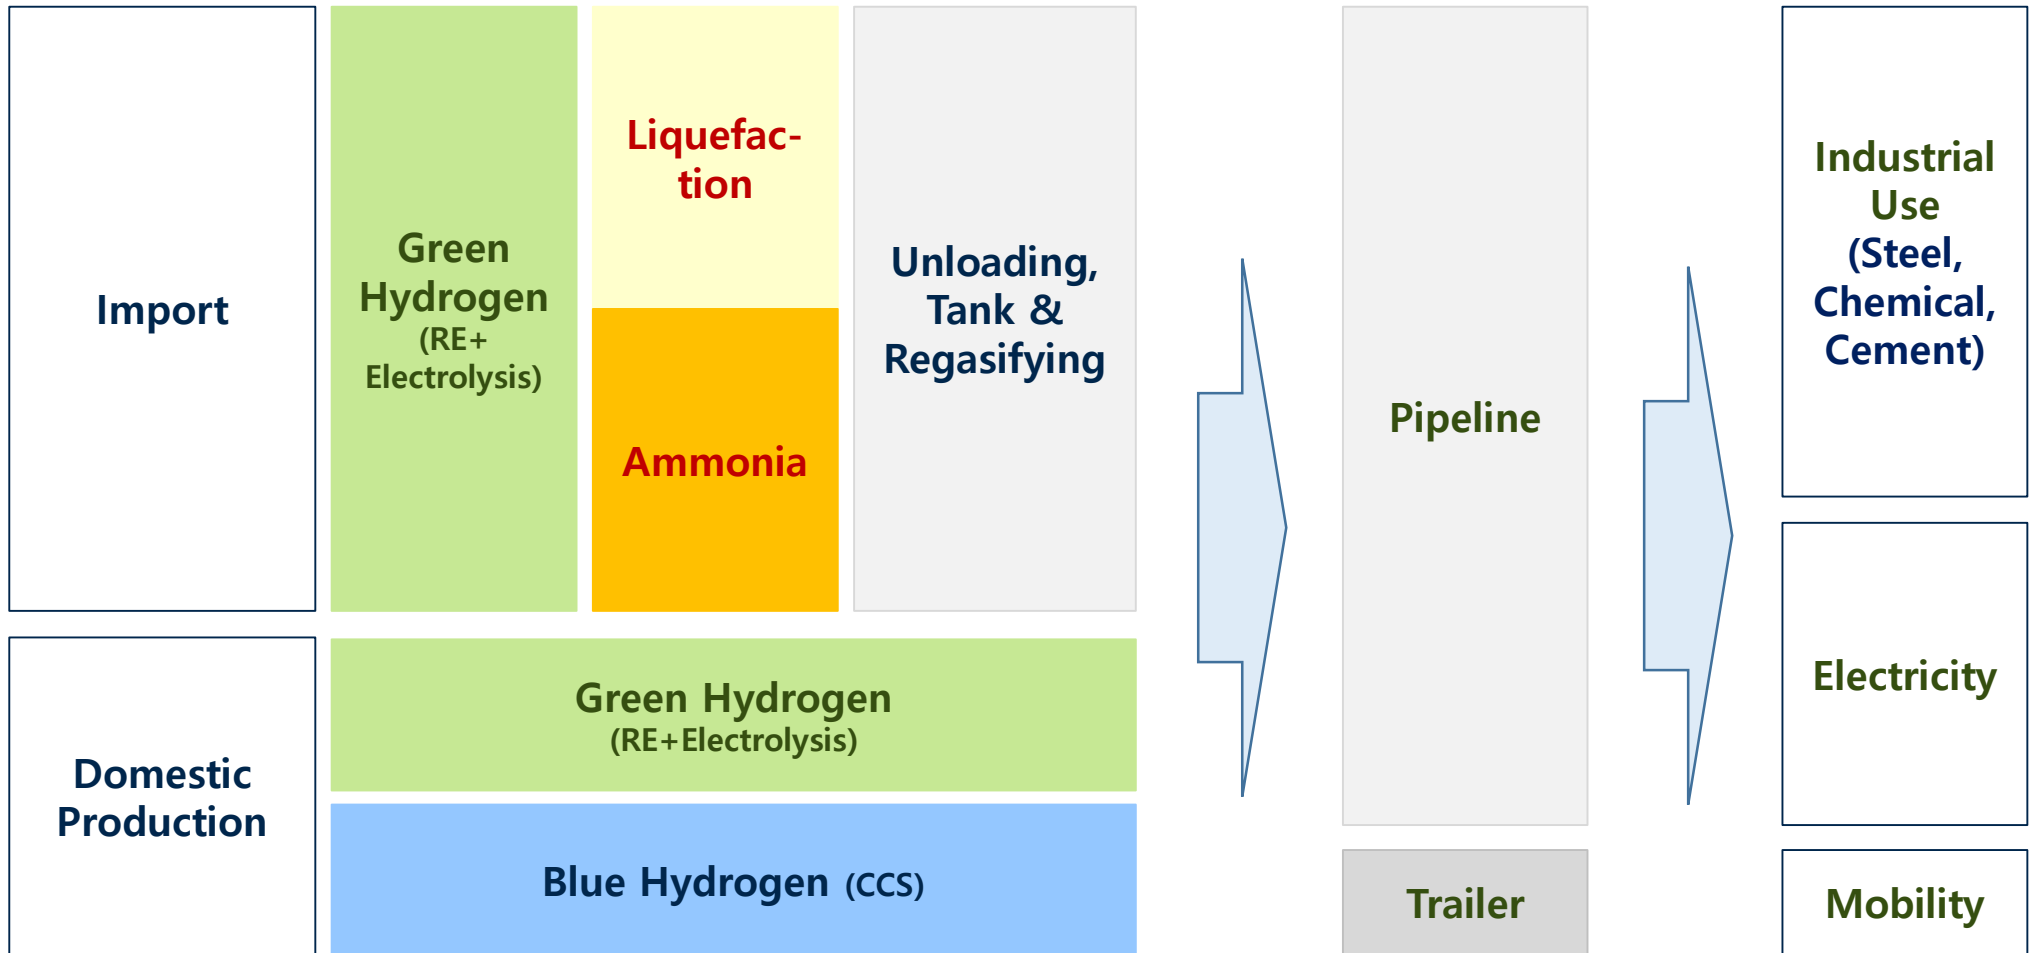 Import
Green
Hydrogen
(RE+
Electrolysis)
Liquefac-
tion
Ammonia
Unloading,
Tank &
Regasifying
Domestic
Production
Green Hydrogen
(RE+Electrolysis)
Blue Hydrogen (CCS)
Pipeline
Trailer
Industrial
Use
(Steel,
Chemical,
Cement)
Electricity
Mobility